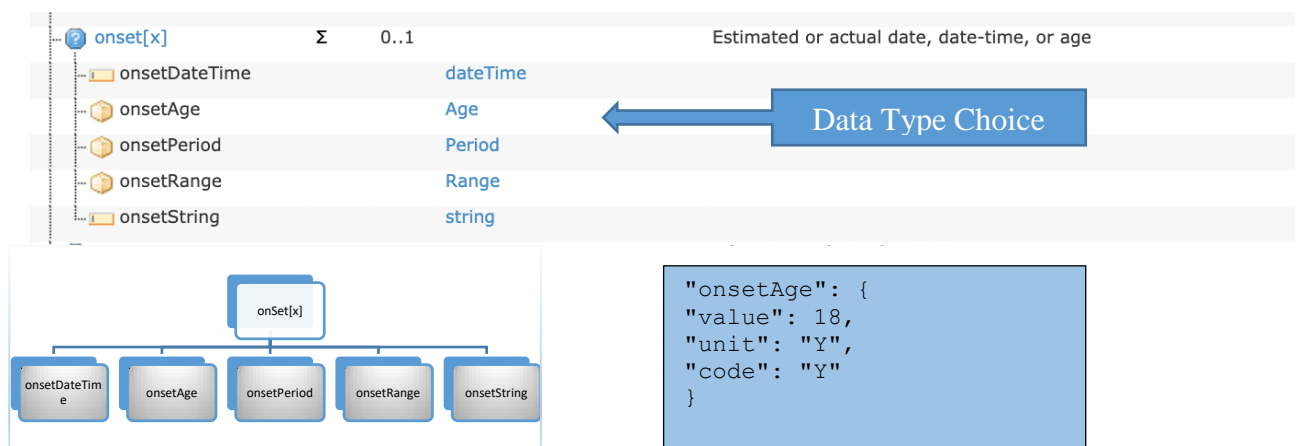 onset[x] Σ 0..1 Estimated or actual date, date-time, or age
onsetDateTime dateTime
onsetAge Age
Data Type Choice
onsetPeriod Period
onsetRange Range
onsetString string
onSet[x]
onsetDateTim
e
onsetAge
onsetPeriod
onsetRange
onsetString
"onsetAge": {
"value": 18,
"unit": "Y",
"code": "Y"
}